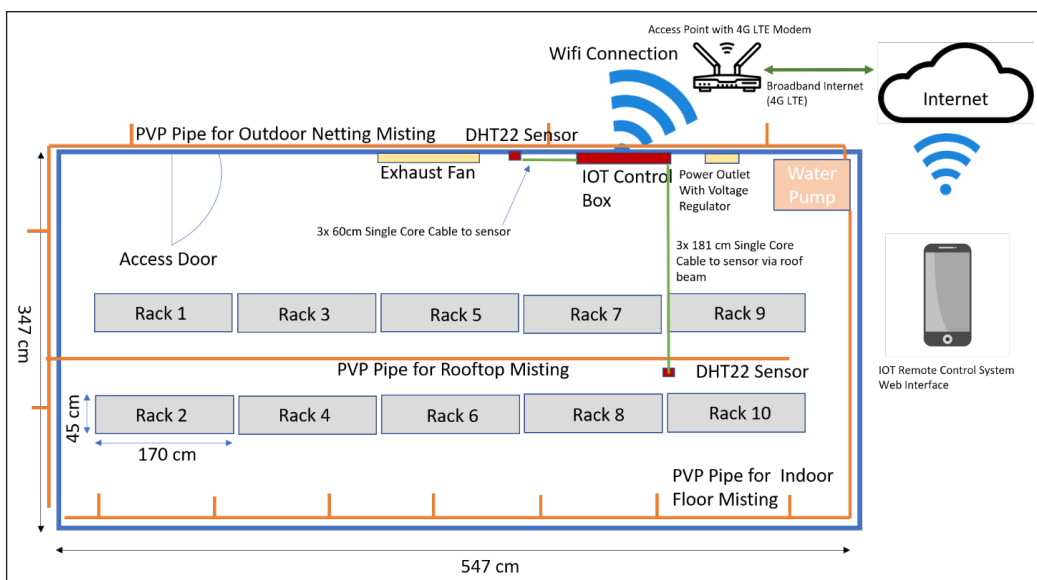 Access Point with 4G LTE Modem
Wifi Connection
Broadband Internet
(4G LTE)
Internet
PVP Pipe for Outdoor Netting Misting
DHT22 Sensor
Exhaust Fan
IOT Control
Box
Power Outlet
With Voltage
Regulator
Water
Pump
3x 60cm Single Core Cable to sensor
Access Door
3x 181 cm Single Core
Cable to sensor via roof
beam
347 cm
Rack 1
Rack 3
Rack 5
Rack 7
Rack 9
PVP Pipe for Rooftop Misting
DHT22 Sensor
IOT Remote Control System
Web Interface
45 cm
Rack 2
Rack 4
Rack 6
Rack 8
Rack 10
170 cm
PVP Pipe for Indoor
Floor Misting
547 cm